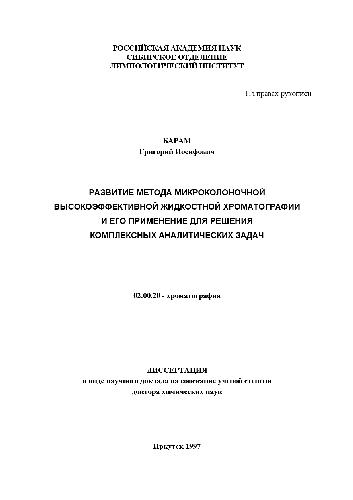 РОССИЙСКАЯ АКАДЕМИЯ НАУК
СИБИРСКОЕ ОТДЕЛЕНИЕ
ЛИМНОЛОГИЧЕСКИЙ ИНСТИТУТ
На правах рукописи
БАРАМ
Григорий Иосифович
РАЗВИТИЕ МЕТОДА МИКРОКОЛОНОЧНОЙ
ВЫСОКОЭФФЕКТИВНОЙ ЖИДКОСТНОЙ ХРОМАТОГРАФИИ
И ЕГО ПРИМЕНЕНИЕ ДЛЯ РЕШЕНИЯ
КОМПЛЕКСНЫХ АНАЛИТИЧЕСКИХ ЗАДАЧ
02.00.20 - хроматография
ДИССЕРТАЦИЯ
в виде научного доклада на соискание ученой степени
доктора химических наук
Иркутск 1997